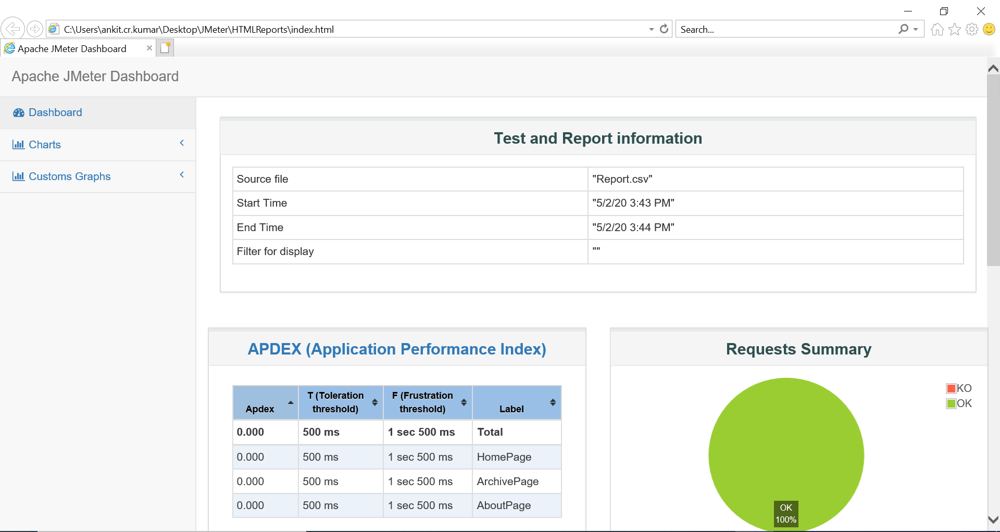 C:\Users\ankit.cr.kumar\Desktop\JMeter\HTMLReports\index.html
Search...
Apache JMeter Dashboard
Apache JMeter Dashboard
Dashboard
Charts
Customs Graphs
Test and Report information
Source file "Report.csv"
Start Time "5/2/20 3:43 PM"
End Time "5/2/20 3:44 PM"
Filter for display ""
APDEX (Application Performance Index)
Apdex T (Toleration threshold) F (Frustration threshold) Label
0.000 500 ms 1 sec 500 ms Total
0.000 500 ms 1 sec 500 ms HomePage
0.000 500 ms 1 sec 500 ms ArchivePage
0.000 500 ms 1 sec 500 ms AboutPage
Requests Summary
KO
OK
OK
100%